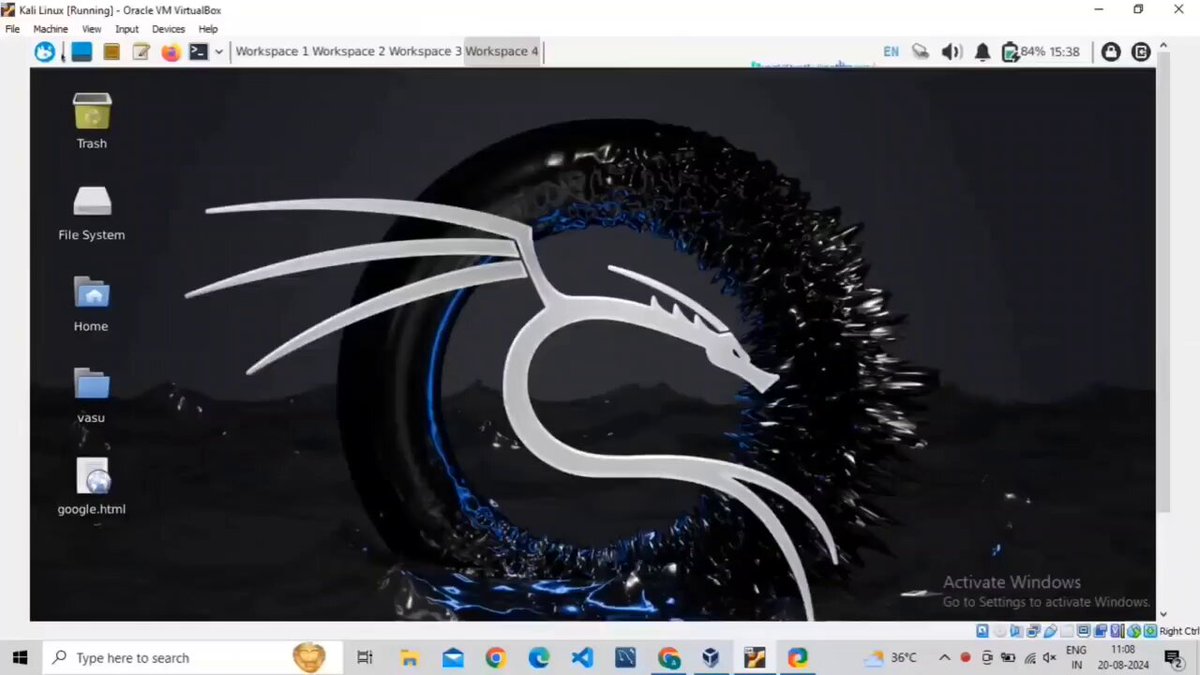 Kali Linux [Running] - Oracle VM VirtualBox
File Machine View Input Devices Help
Workspace 1 Workspace 2 Workspace 3 Workspace 4
EN 84% 15:38
Trash
File System
Home
vasu
google.html
Activate Windows
Go to Settings to activate Windows.
Right Ctrl
Type here to search
36°C
ENG
IN
11:08
20-08-2024
2